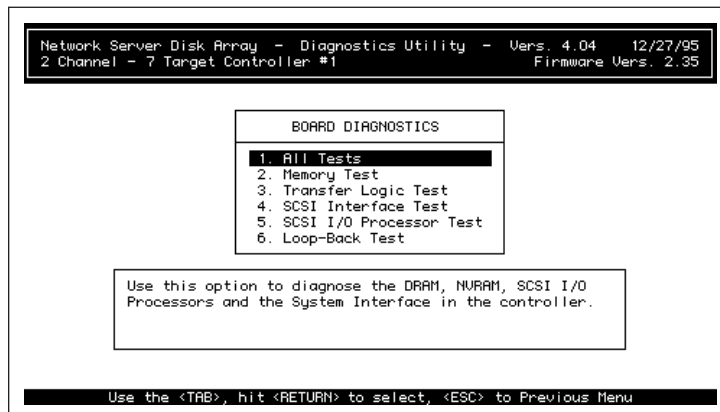 Network Server Disk Array - Diagnostics Utility - Vers. 4.04 12/27/95
2 Channel - 7 Target Controller #1 Firmware Vers. 2.35
BOARD DIAGNOSTICS
1. All Tests
2. Memory Test
3. Transfer Logic Test
4. SCSI Interface Test
5. SCSI I/O Processor Test
6. Loop-Back Test
Use this option to diagnose the DRAM, NVRAM, SCSI I/O
Processors and the System Interface in the controller.
Use the <TAB>, hit <RETURN> to select, <ESC> to Previous Menu